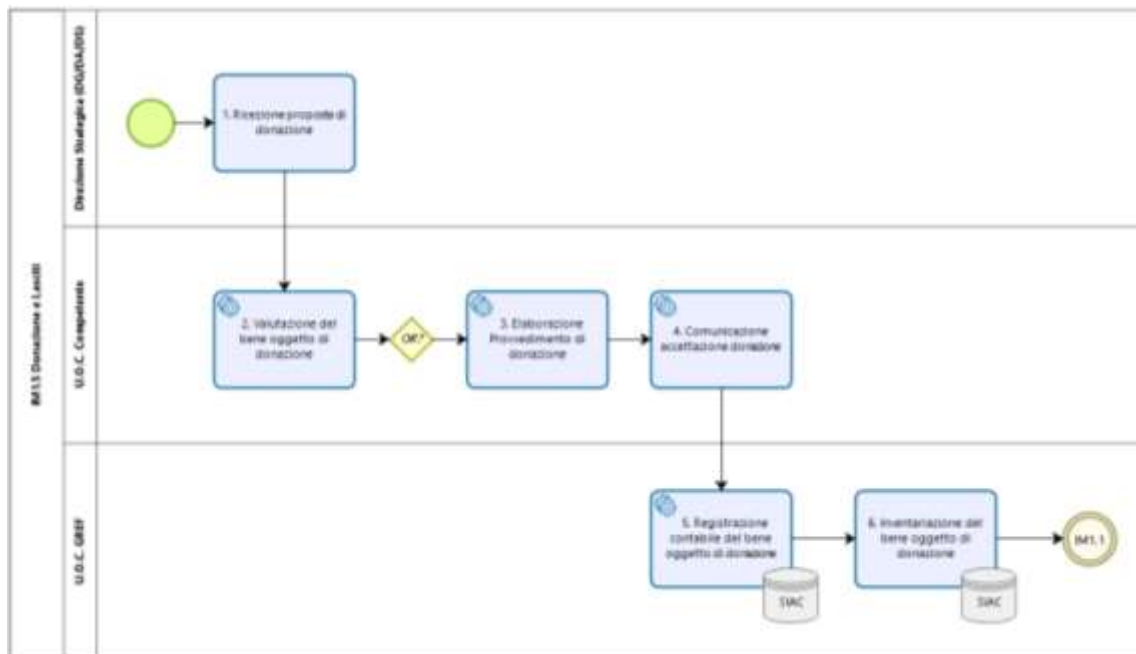 IM1.5 Donazione e Lasciti
Direzione Strategica (DG/DA/DS)
1. Ricezione proposta di
donazione
U.O.C. Competente
2. Valutazione del
bene oggetto di
donazione
OK?
3. Elaborazione
Provvedimento di
donazione
4. Comunicazione
accettazione donazione
U.O.C. GREF
5. Registrazione
contabile del bene
oggetto di donazione
SIAC
6. Inventariazione del
bene oggetto di
donazione
SIAC
IM1.1